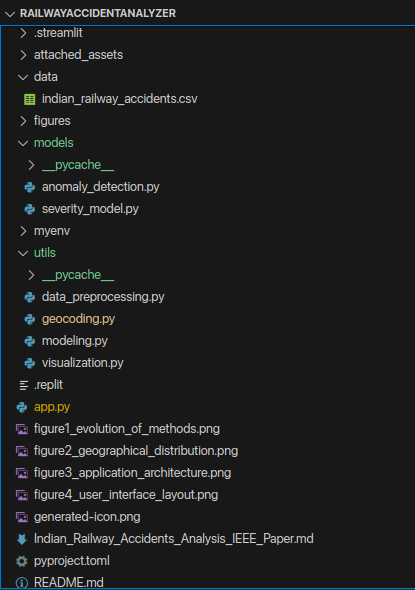 RAILWAYACCIDENTANALYZER
.streamlit
attached_assets
data
indian_railway_accidents.csv
figures
models
__pycache__
anomaly_detection.py
severity_model.py
myenv
utils
__pycache__
data_preprocessing.py
geocoding.py
modeling.py
visualization.py
.replit
app.py
figure1_evolution_of_methods.png
figure2_geographical_distribution.png
figure3_application_architecture.png
figure4_user_interface_layout.png
generated-icon.png
Indian_Railway_Accidents_Analysis_IEEE_Paper.md
pyproject.toml
README.md